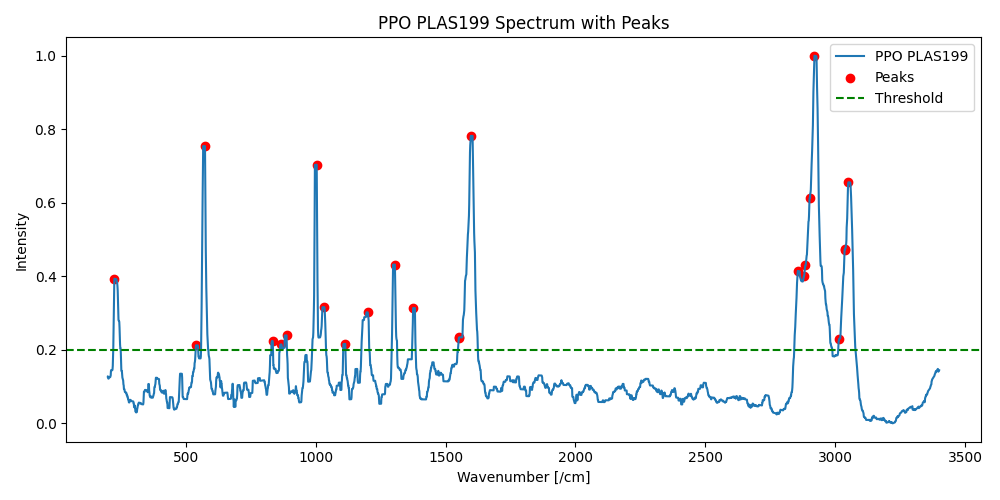 PPO PLAS199 Spectrum with Peaks
PPO PLAS199
Peaks
Threshold
Intensity
1.0
0.8
0.6
0.4
0.2
0.0
500 1000 1500 2000 2500 3000 3500
Wavenumber [/cm]